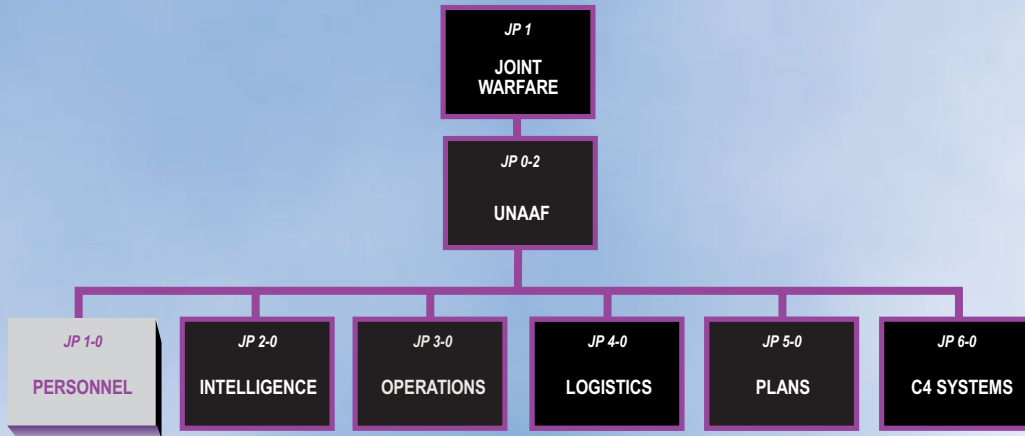 JP 1
JOINT
WARFARE
JP 0-2
UNAAF
JP 1-0
PERSONNEL
JP 2-0
INTELLIGENCE
JP 3-0
OPERATIONS
JP 4-0
LOGISTICS
JP 5-0
PLANS
JP 6-0
C4 SYSTEMS